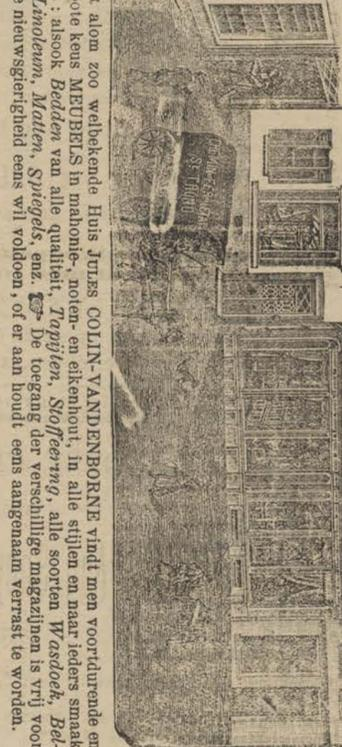 t alom zoo welbekende Huis JULES COLIN-VANDENBORNE vindt men voortdurende en
ote keus MEUBELS in mahonie-, noten- en eikenhout, in alle stijlen en naar ieders smaak
; alsook Bedden van alle qualiteit, Tapijten, Stoffeering, alle soorten Wasdoek, Bel-
Linoleum, Matten, Spiegels, enz. ☞ De toegang der verschillige magazijnen is vrij voor
e nieuwsgierigheid eens wil voldoen, of er aan houdt eens aangenaam verrast te worden.